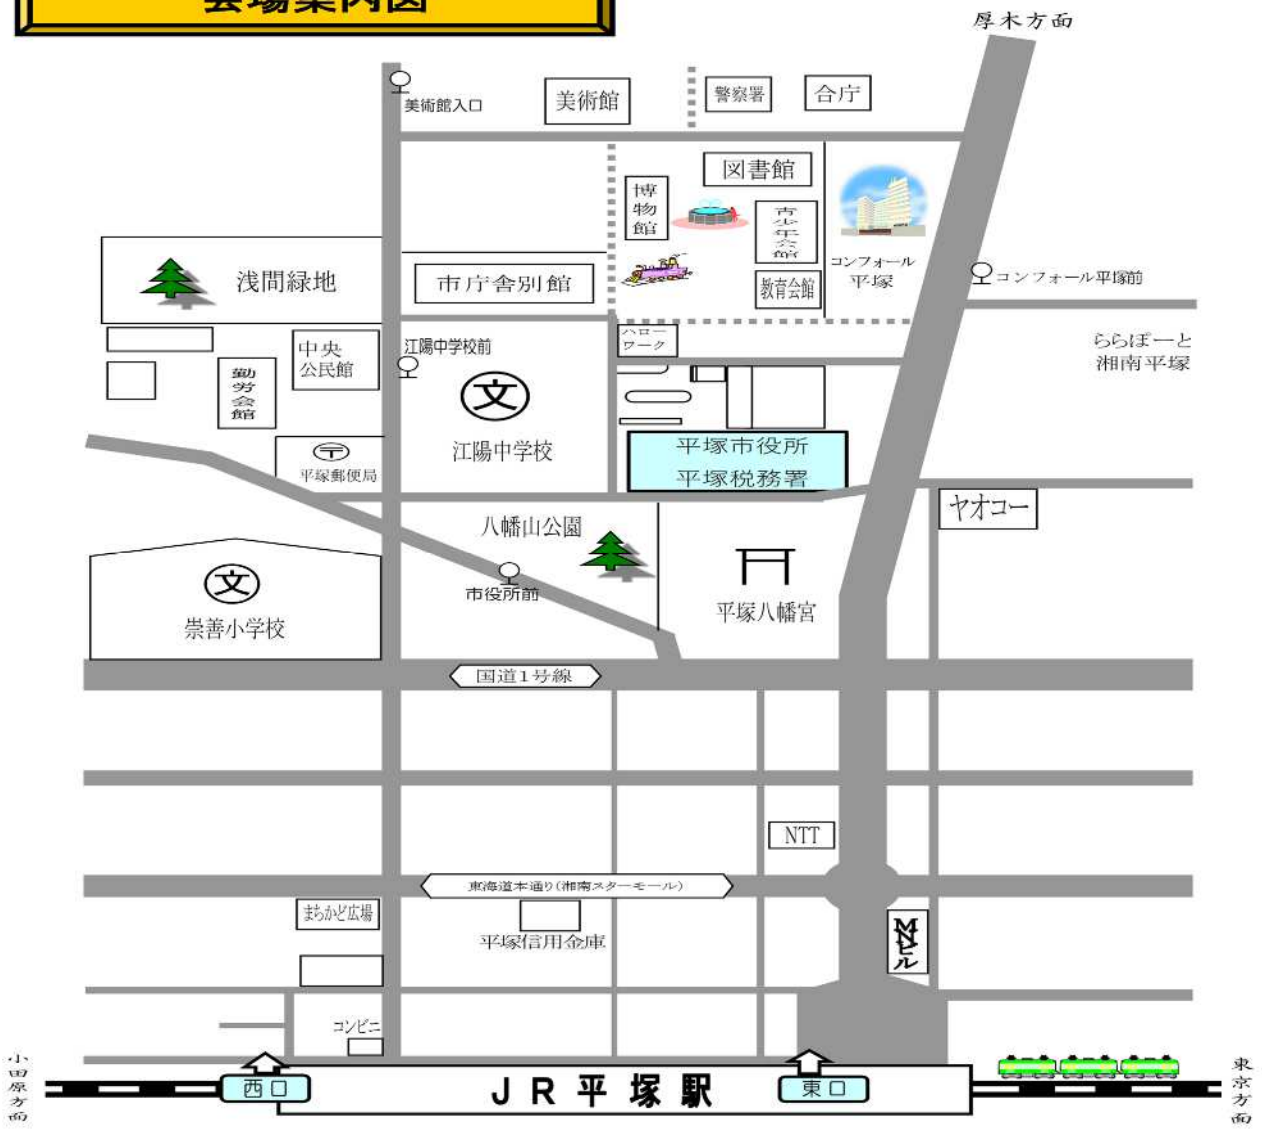 会場案内図
厚木方面
美術館入口
美術館
警察署
合庁
図書館
博物館
青少年会館
コンフォール
平塚
コンフォール平塚前
教育会館
浅間緑地
市庁舎別館
ハロー
ワーク
ららぽーと
湘南平塚
中央
公民館
江陽中学校前
勤労会館
文
江陽中学校
平塚市役所
平塚税務署
〒
平塚郵便局
ヤオコー
八幡山公園
市役所前
平塚八幡宮
文
崇善小学校
国道1号線
NTT
東海道本通り(湘南スターモール)
まちかど広場
平塚信用金庫
MNビル
コンビニ
小田原方面
西口
JR平塚駅
東口
東京方面